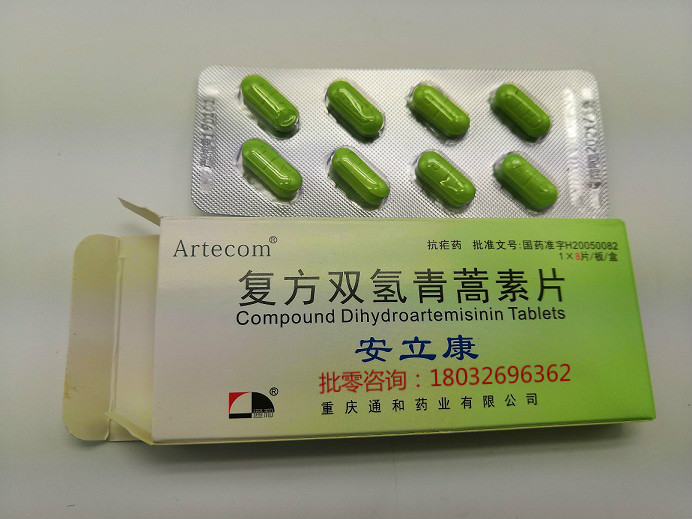 2021/12
Artecom®
抗疟药 批准文号:国药准字H20050082
1×8片/板/盒
复方双氢青蒿素片
Compound Dihydroartemisinin Tablets
安立康
批零咨询：18032696362
®
重庆通和药业有限公司